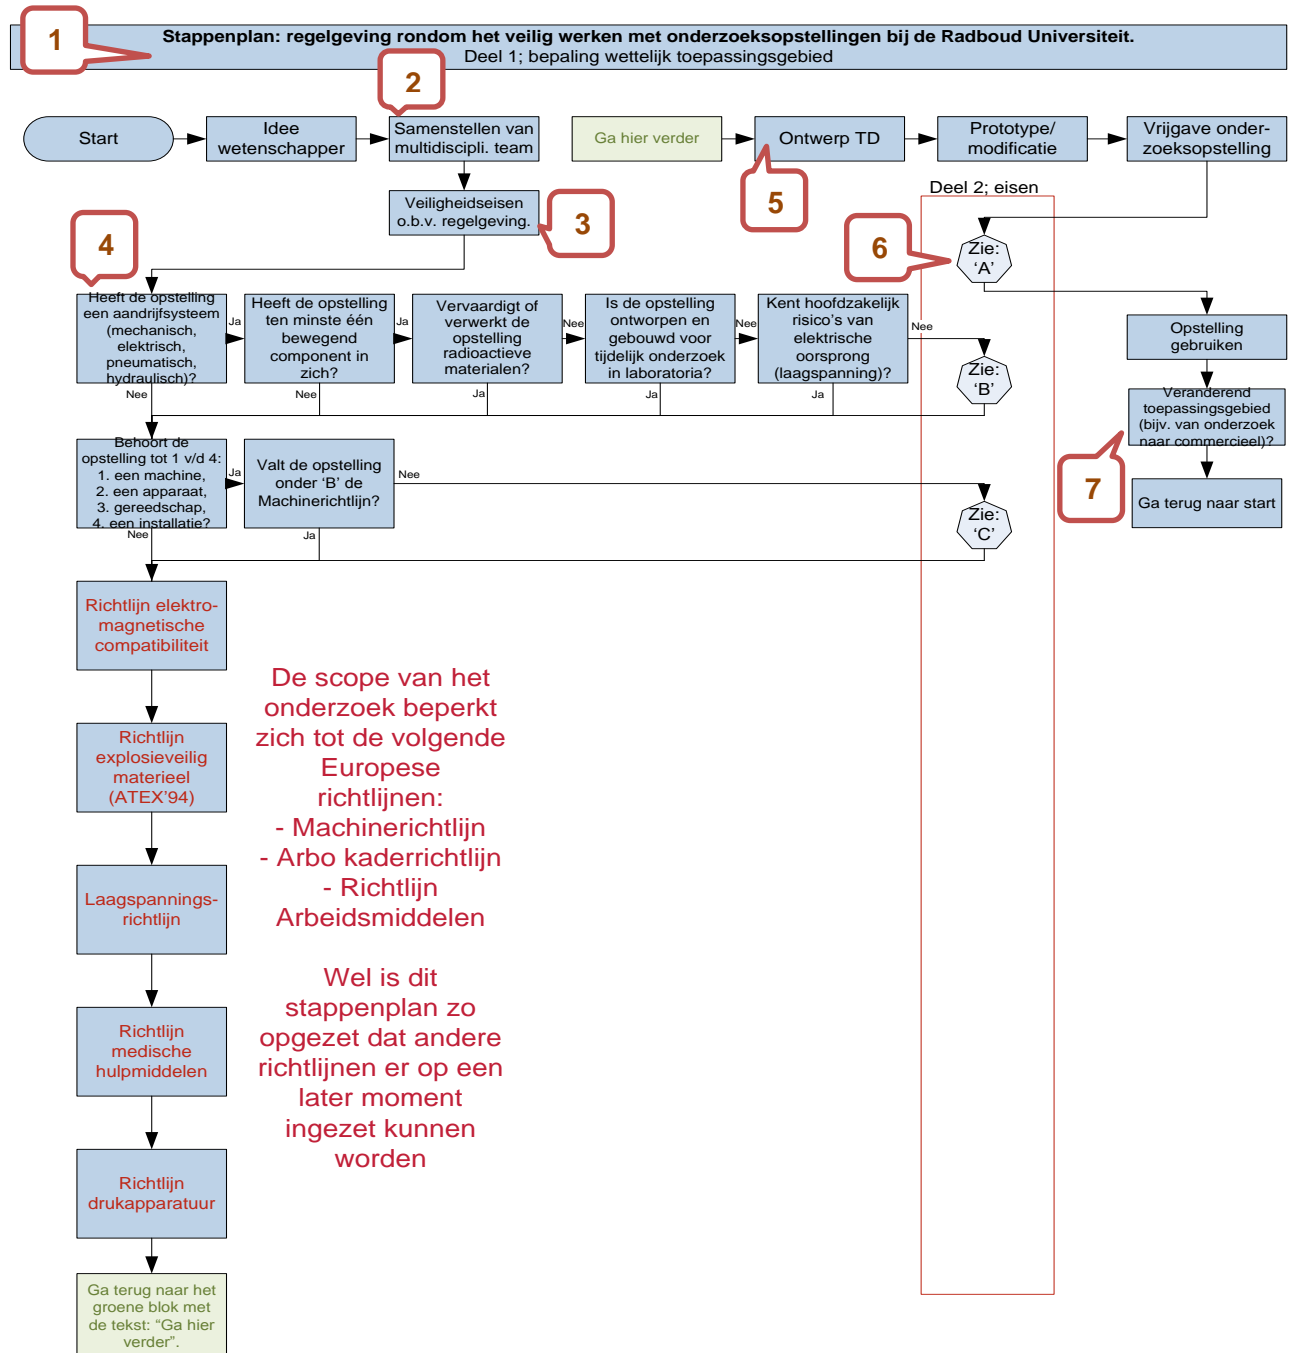 1
Stappenplan: regelgeving rondom het veilig werken met onderzoeksopstellingen bij de Radboud Universiteit.
Deel 1; bepaling wettelijk toepassingsgebied
2
Start
Idee
wetenschapper
Samenstellen van
multidiscipli. team
Ga hier verder
Ontwerp TD
Prototype/
modificatie
Vrijgave onder-
zoeksopstelling
Veiligheidseisen
o.b.v. regelgeving.
3
5
Deel 2; eisen
4
6
Zie:
‘A’
Heeft de opstelling
een aandrijfsysteem
(mechanisch,
elektrisch,
pneumatisch,
hydraulisch)?
Ja
Nee
Heeft de opstelling
ten minste één
bewegend
component in
zich?
Ja
Nee
Vervaardigt of
verwerkt de
opstelling
radioactieve
materialen?
Nee
Ja
Is de opstelling
ontworpen en
gebouwd voor
tijdelijk onderzoek
in laboratoria?
Nee
Ja
Kent hoofdzakelijk
risico’s van
elektrische
oorsprong
(laagspanning)?
Nee
Ja
Zie:
‘B’
Opstelling
gebruiken
Veranderend
toepassingsgebied
(bijv. van onderzoek
naar commercieel)?
7
Ga terug naar start
Behoort de
opstelling tot 1 v/d 4:
1. een machine,
2. een apparaat,
3. gereedschap,
4. een installatie?
Ja
Nee
Valt de opstelling
onder ‘B’ de
Machinerichtlijn?
Nee
Ja
Zie:
‘C’
Richtlijn elektro-
magnetische
compatibiliteit
Richtlijn
explosieveilig
materieel
(ATEX’94)
Laagspannings-
richtlijn
Richtlijn
medische
hulpmiddelen
Richtlijn
drukapparatuur
Ga terug naar het
groene blok met
de tekst: “Ga hier
verder”.
De scope van het
onderzoek beperkt
zich tot de volgende
Europese
richtlijnen:
- Machinerichtlijn
- Arbo kaderrichtlijn
- Richtlijn
Arbeidsmiddelen
Wel is dit
stappenplan zo
opgezet dat andere
richtlijnen er op een
later moment
ingezet kunnen
worden